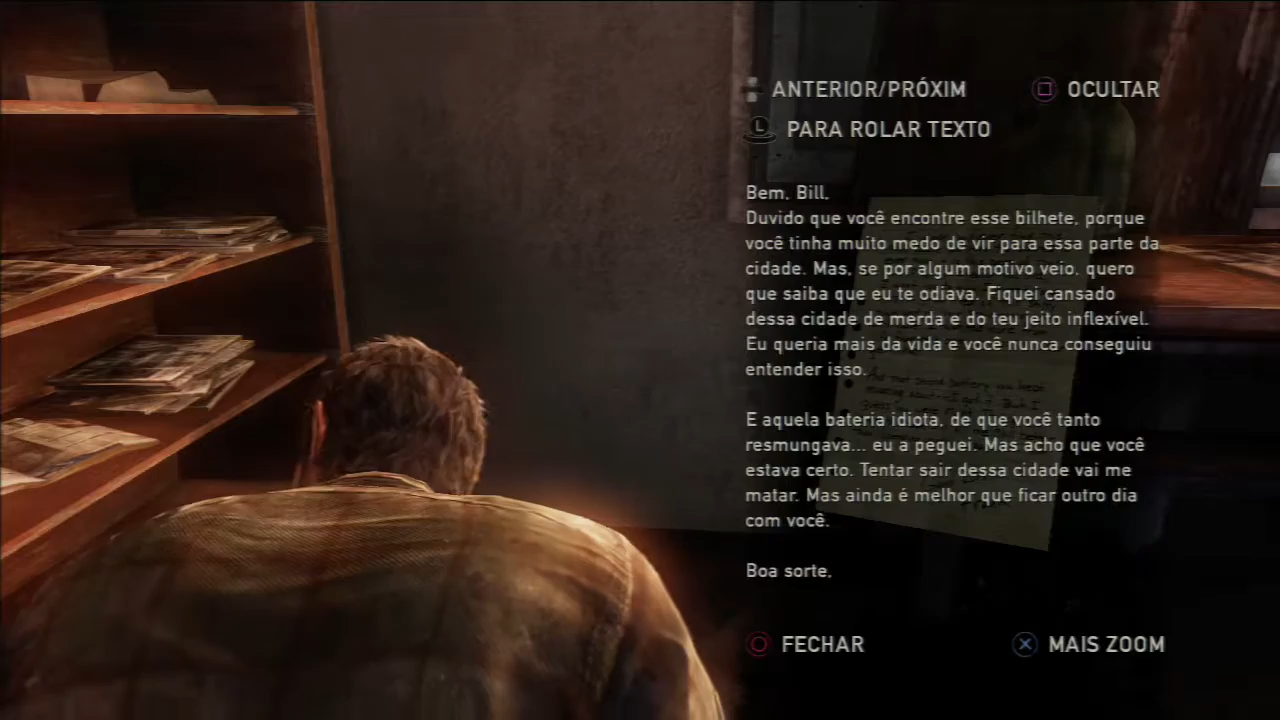 ANTERIOR/PRÓXIM
OCULTAR
L PARA ROLAR TEXTO
Bem, Bill,
Duvido que você encontre esse bilhete, porque
você tinha muito medo de vir para essa parte da
cidade. Mas, se por algum motivo veio, quero
que saiba que eu te odiava. Fiquei cansado
dessa cidade de merda e do teu jeito inflexível.
Eu queria mais da vida e você nunca conseguiu
entender isso.
E aquela bateria idiota, de que você tanto
resmungava... eu a peguei. Mas acho que você
estava certo. Tentar sair dessa cidade vai me
matar. Mas ainda é melhor que ficar outro dia
com você.
Boa sorte,
FECHAR
MAIS ZOOM